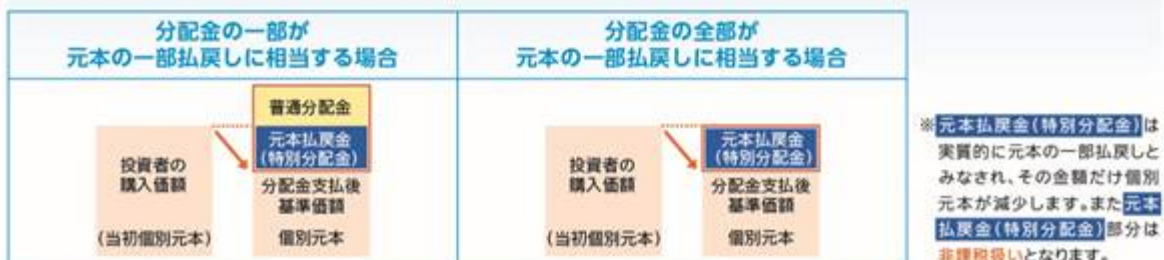 分配金の一部が
元本の一部払戻しに相当する場合
分配金の全部が
元本の一部払戻しに相当する場合
普通分配金
元本払戻金
(特別分配金)
投資者の
購入価額
(当初個別元本)
分配金支払後
基準価額
個別元本
元本払戻金
(特別分配金)
投資者の
購入価額
(当初個別元本)
分配金支払後
基準価額
個別元本
※元本払戻金(特別分配金)は
実質的に元本の一部払戻しと
みなされ、その金額だけ個別
元本が減少します。また元本
払戻金(特別分配金)部分は
非課税扱いとなります。